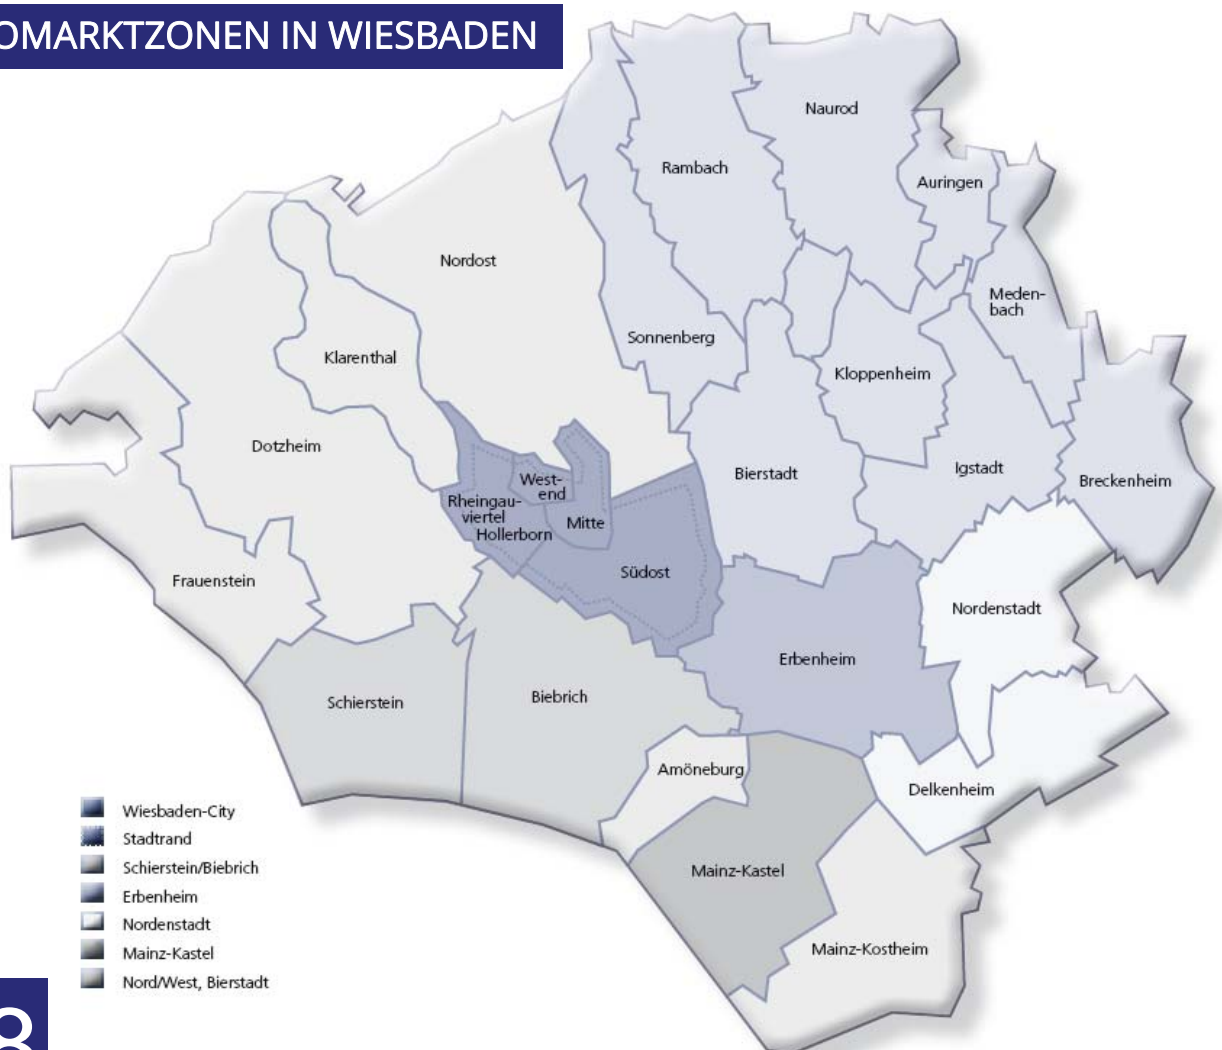 OMARKTZONEN IN WIESBADEN
Naurod
Rambach
Auringen
Nordost
Meden-
bach
Sonnenberg
Klarenthal
Kloppenheim
Dotzheim
Bierstadt
Igstadt
Breckenheim
West-
end
Rheingau-
viertel
Hollerborn
Mitte
Südost
Frauenstein
Nordenstadt
Erbenheim
Schierstein
Biebrich
Amöneburg
Delkenheim
Mainz-Kastel
Mainz-Kostheim
Wiesbaden-City
Stadtrand
Schierstein/Biebrich
Erbenheim
Nordenstadt
Mainz-Kastel
Nord/West, Bierstadt
8